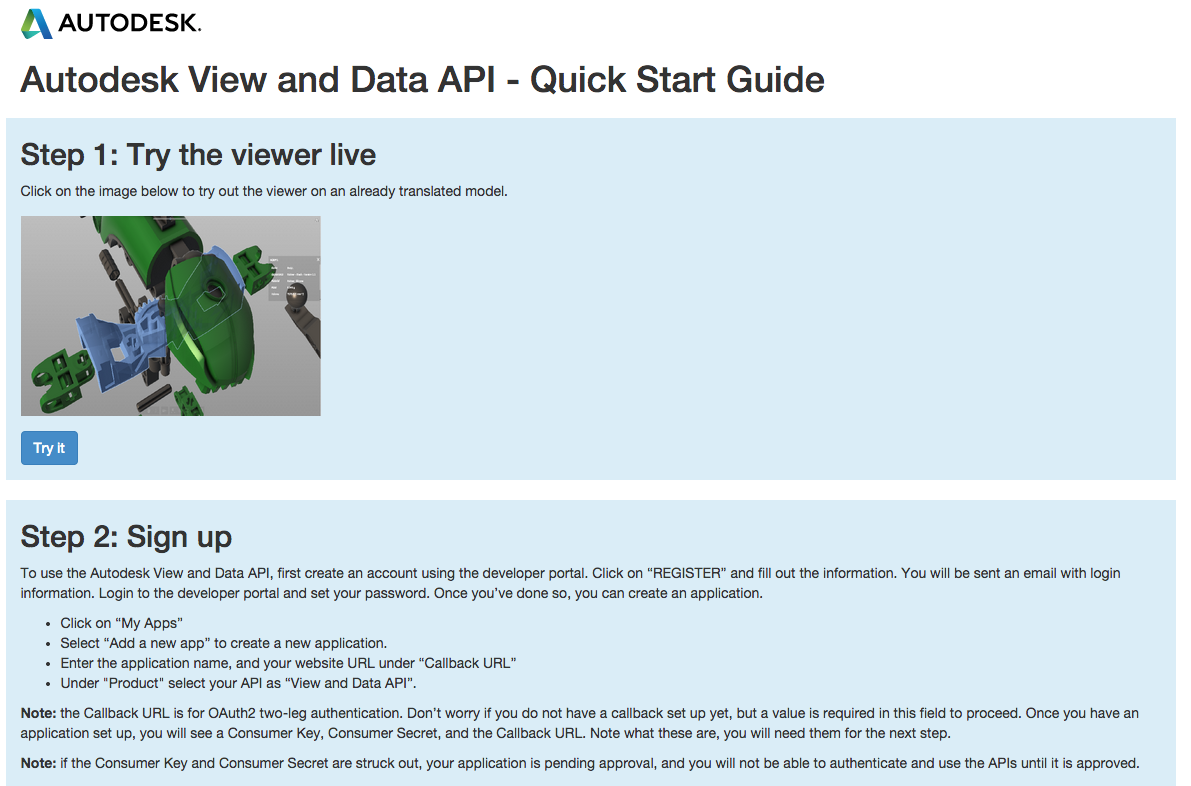 AUTODESK.
Autodesk View and Data API - Quick Start Guide
Step 1: Try the viewer live
Click on the image below to try out the viewer on an already translated model.
Try it
Step 2: Sign up
To use the Autodesk View and Data API, first create an account using the developer portal. Click on “REGISTER” and fill out the information. You will be sent an email with login
information. Login to the developer portal and set your password. Once you’ve done so, you can create an application.
• Click on “My Apps”
• Select “Add a new app” to create a new application.
• Enter the application name, and your website URL under “Callback URL”
• Under "Product" select your API as “View and Data API”.
Note: the Callback URL is for OAuth2 two-leg authentication. Don’t worry if you do not have a callback set up yet, but a value is required in this field to proceed. Once you have an
application set up, you will see a Consumer Key, Consumer Secret, and the Callback URL. Note what these are, you will need them for the next step.
Note: if the Consumer Key and Consumer Secret are struck out, your application is pending approval, and you will not be able to authenticate and use the APIs until it is approved.